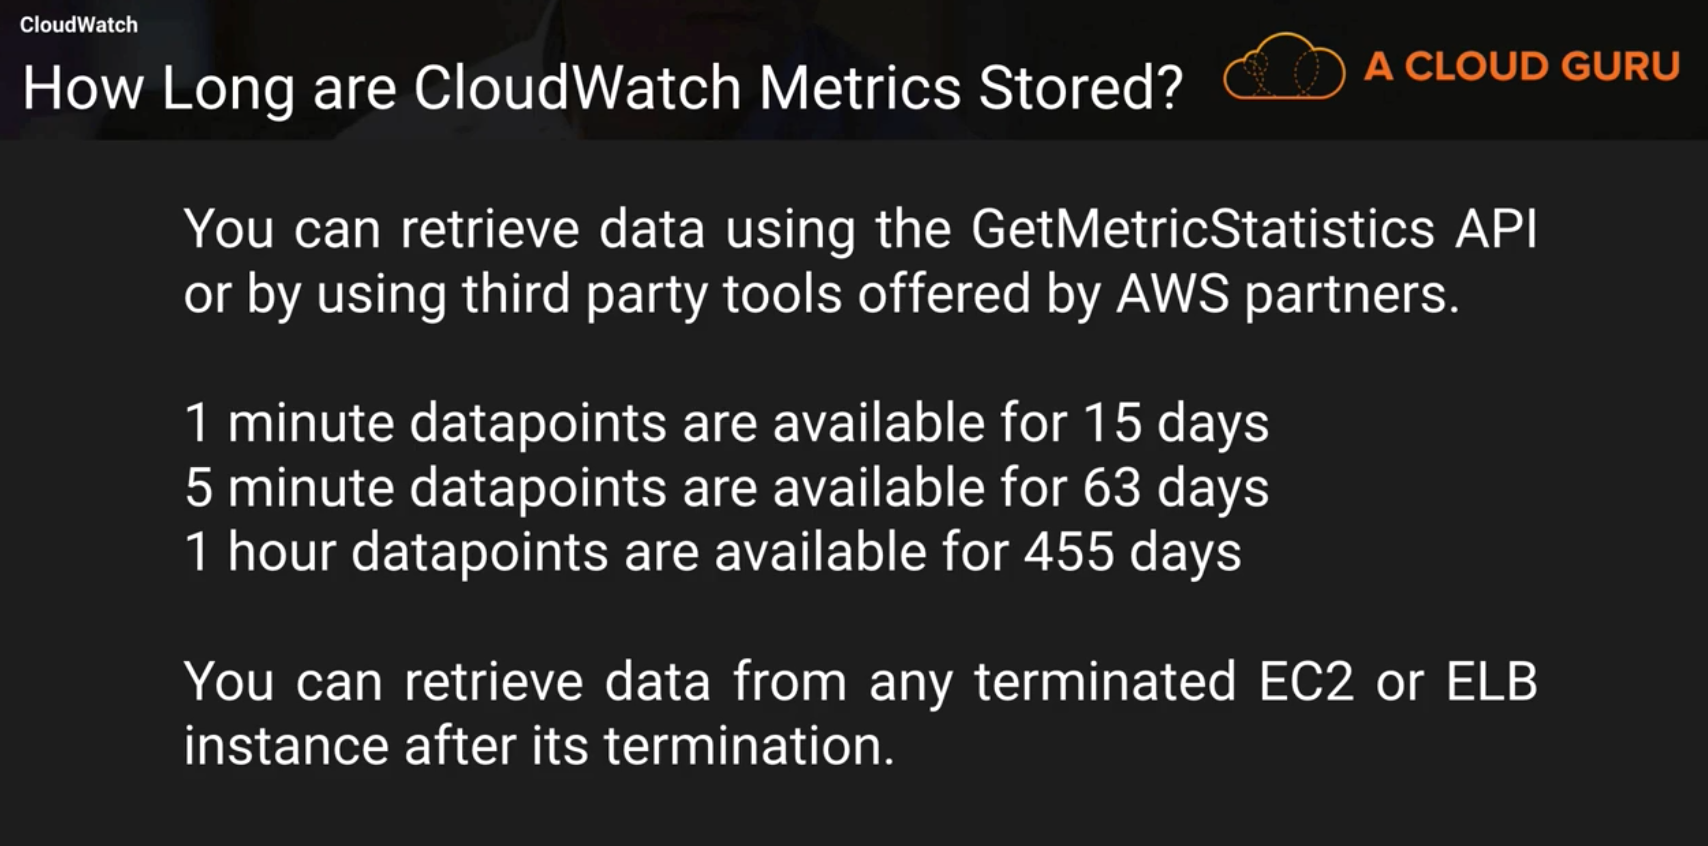 CloudWatch
How Long are CloudWatch Metrics Stored?
A CLOUD GURU
You can retrieve data using the GetMetricStatistics API
or by using third party tools offered by AWS partners.
1 minute datapoints are available for 15 days
5 minute datapoints are available for 63 days
1 hour datapoints are available for 455 days
You can retrieve data from any terminated EC2 or ELB
instance after its termination.